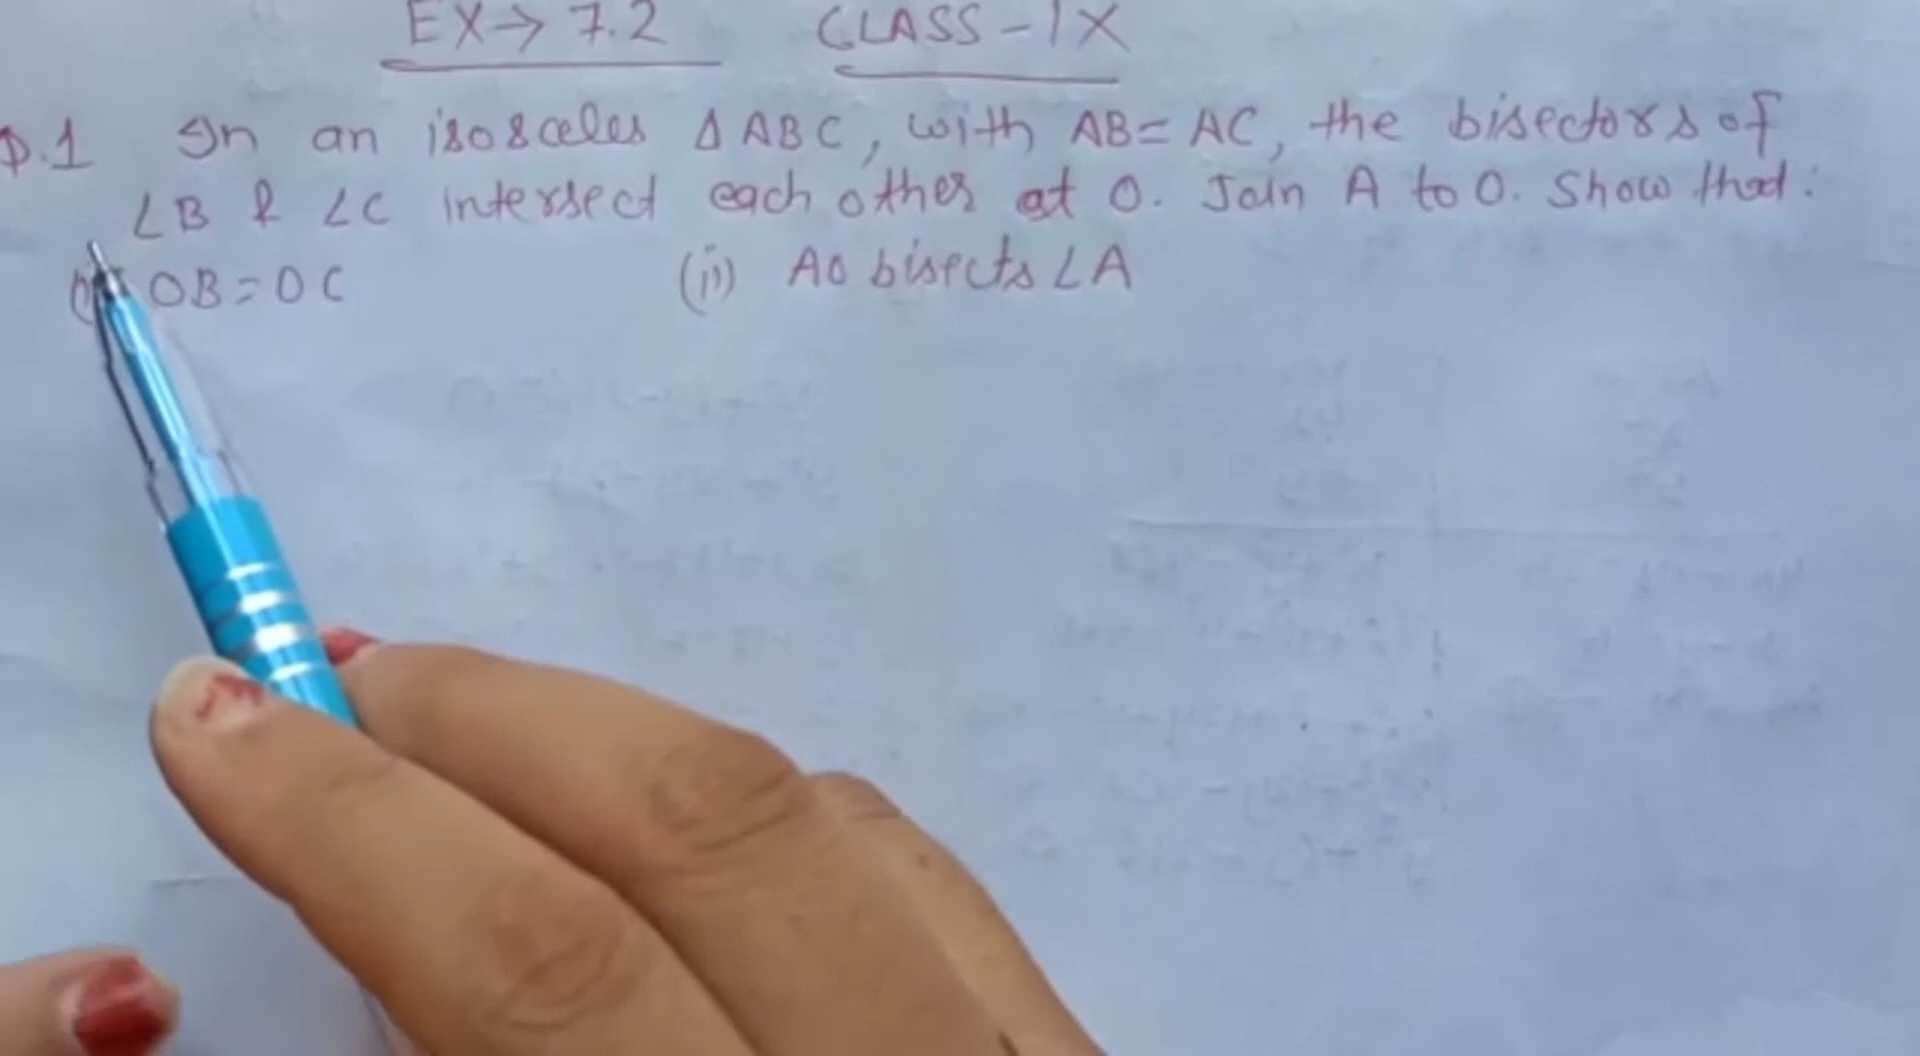 EX→ 7.2 CLASS-IX
Q.1 In an isosceles Δ ABC, with AB = AC, the bisectors of
∠B & ∠C intersect each other at O. Join A to O. Show that:
(i) OB = OC (ii) AO bisects ∠A